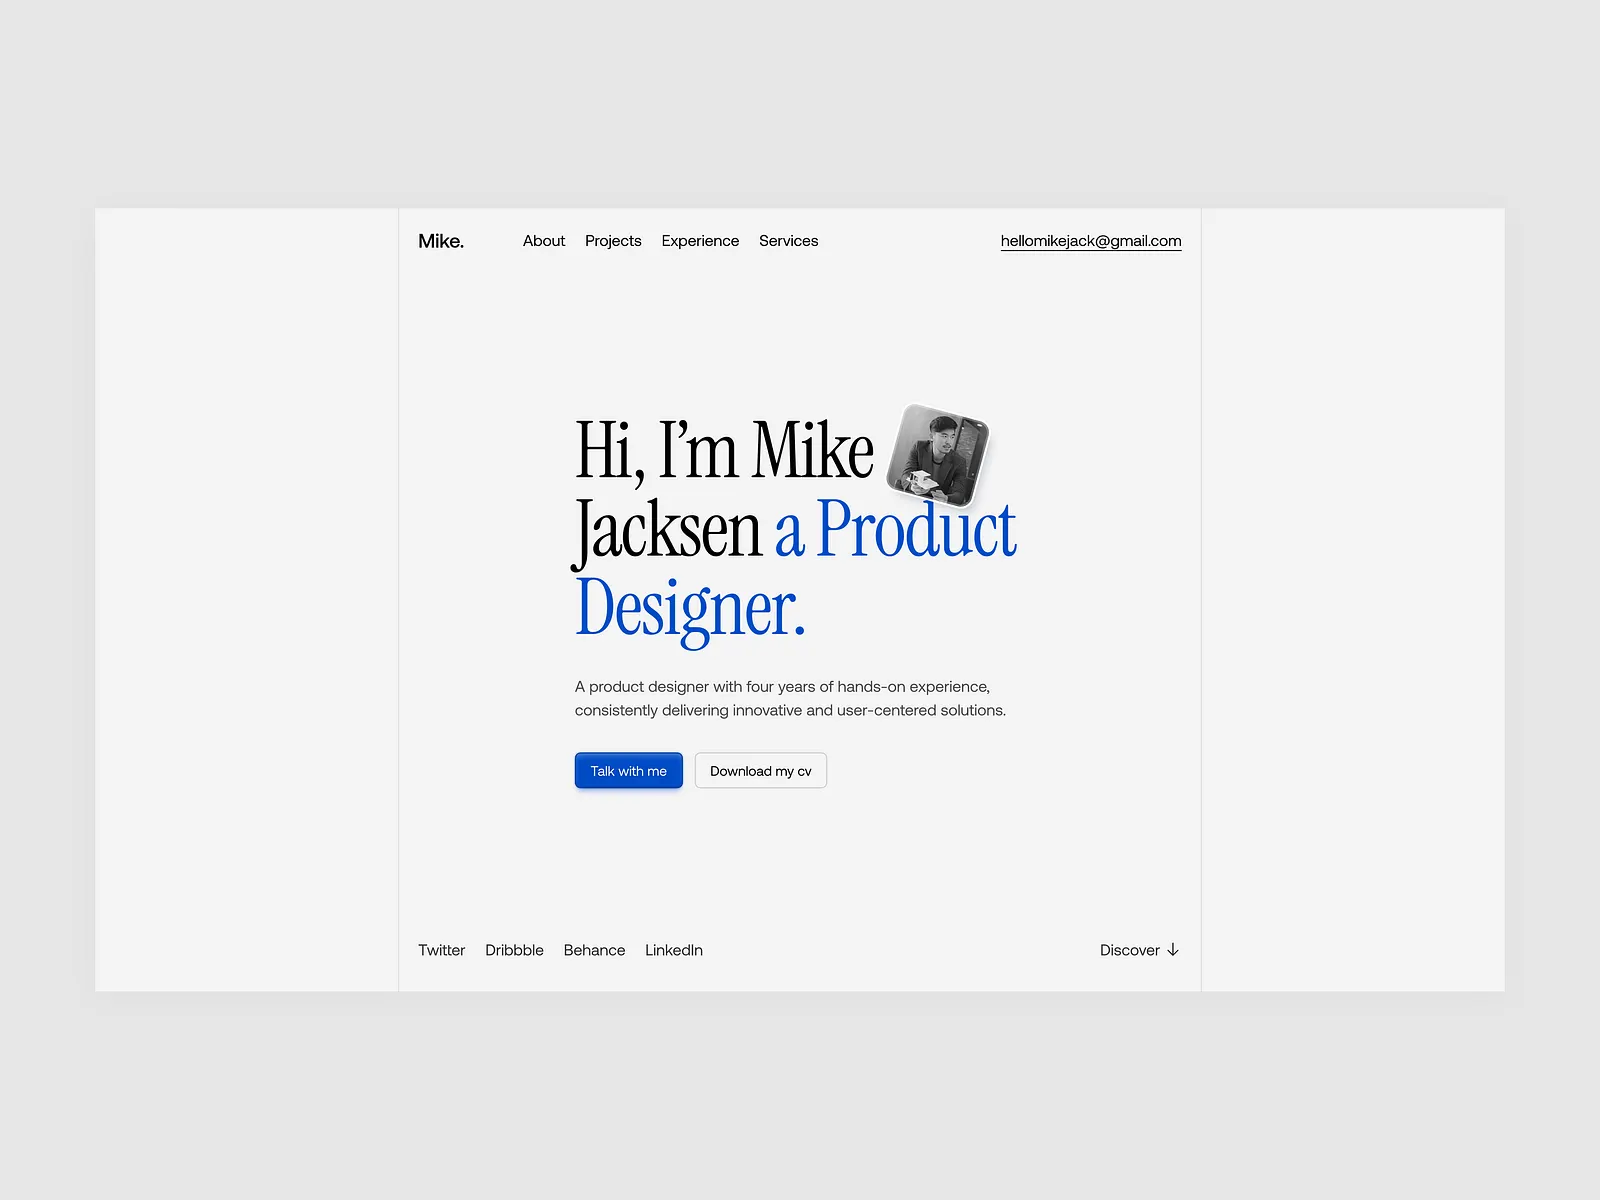 Mike.
About Projects Experience Services
hellomikejack@gmail.com
Hi, I’m Mike
Jacksen a Product
Designer.
A product designer with four years of hands-on experience,
consistently delivering innovative and user-centered solutions.
Talk with me
Download my cv
Twitter Dribbble Behance LinkedIn
Discover ↓